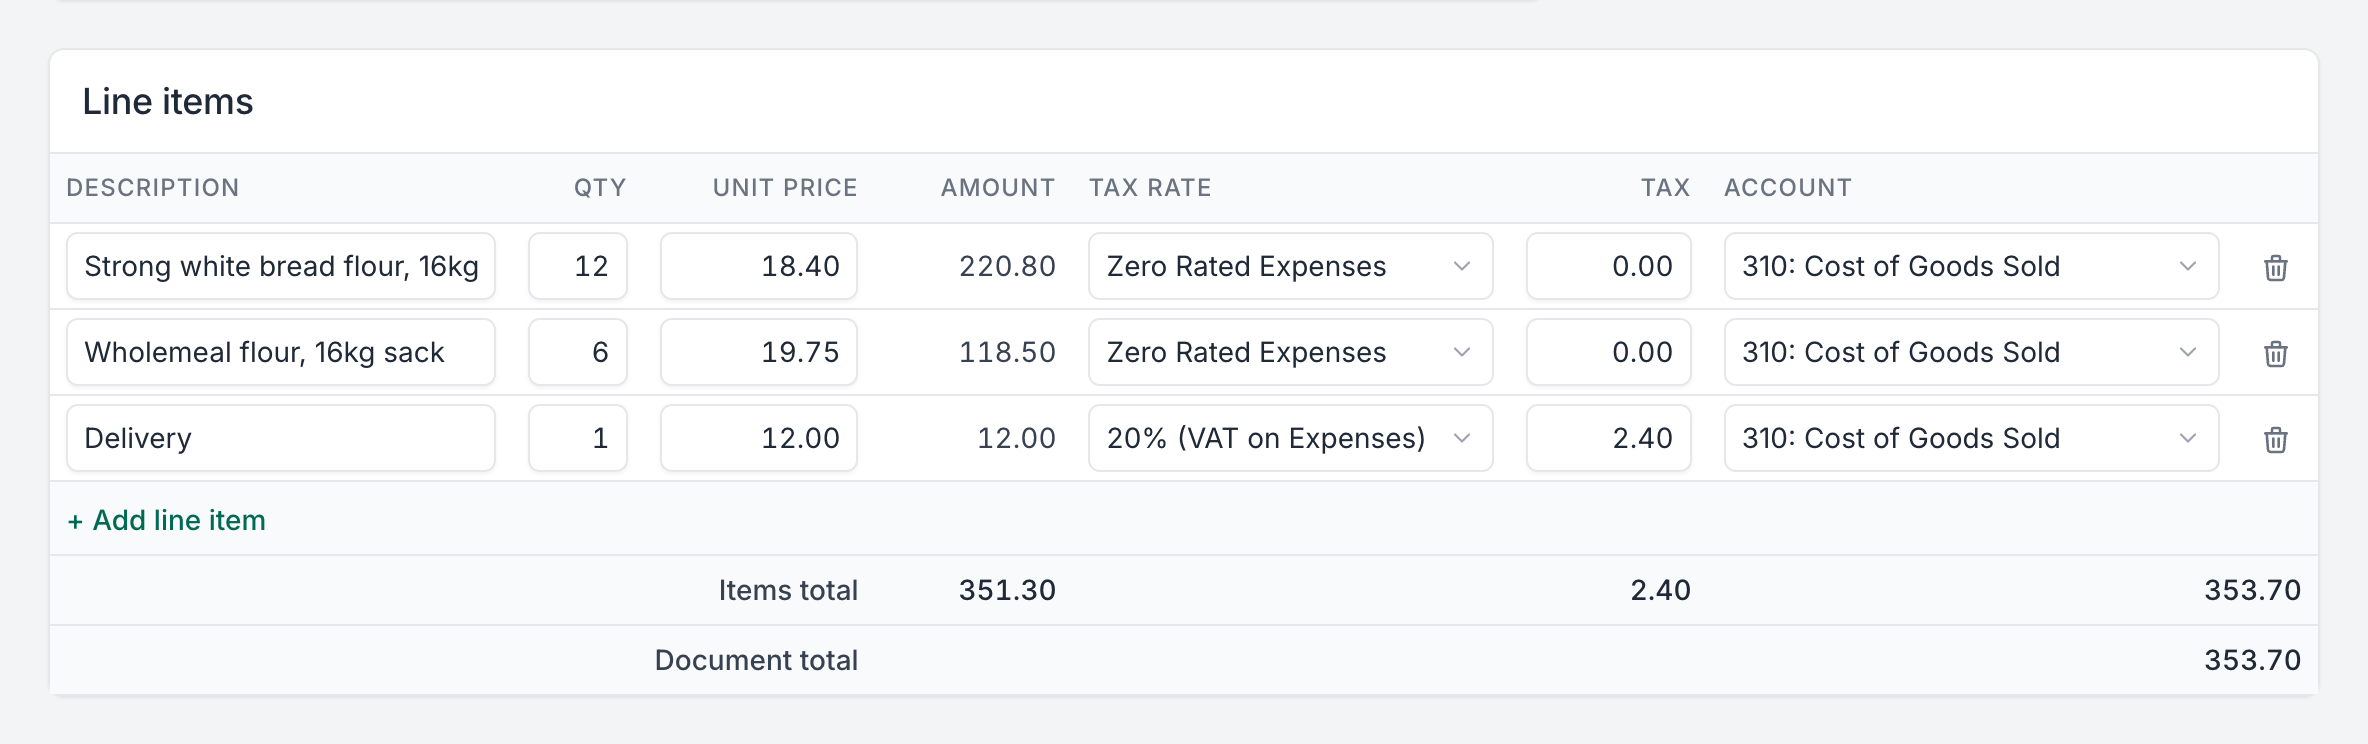 Line items
DESCRIPTION QTY UNIT PRICE AMOUNT TAX RATE TAX ACCOUNT
Strong white bread flour, 16kg 12 18.40 220.80 Zero Rated Expenses 0.00 310: Cost of Goods Sold
Wholemeal flour, 16kg sack 6 19.75 118.50 Zero Rated Expenses 0.00 310: Cost of Goods Sold
Delivery 1 12.00 12.00 20% (VAT on Expenses) 2.40 310: Cost of Goods Sold
+ Add line item
Items total 351.30 2.40 353.70
Document total 353.70